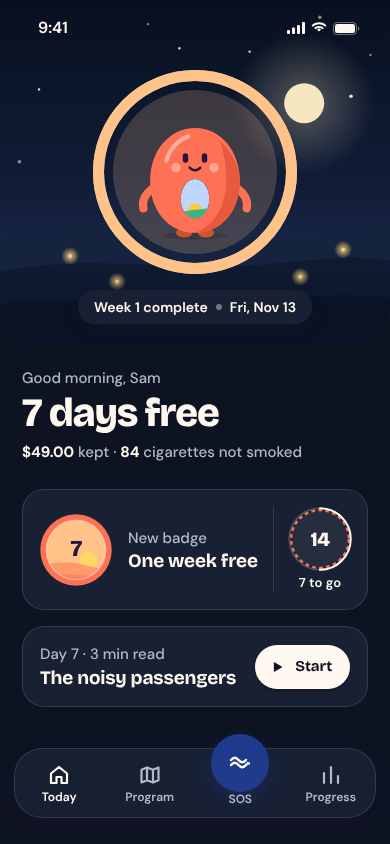 9:41
Week 1 complete • Fri, Nov 13
Good morning, Sam
7 days free
$49.00 kept · 84 cigarettes not smoked
7
New badge
One week free
14
7 to go
Day 7 · 3 min read
The noisy passengers
Start
Today
Program
SOS
Progress